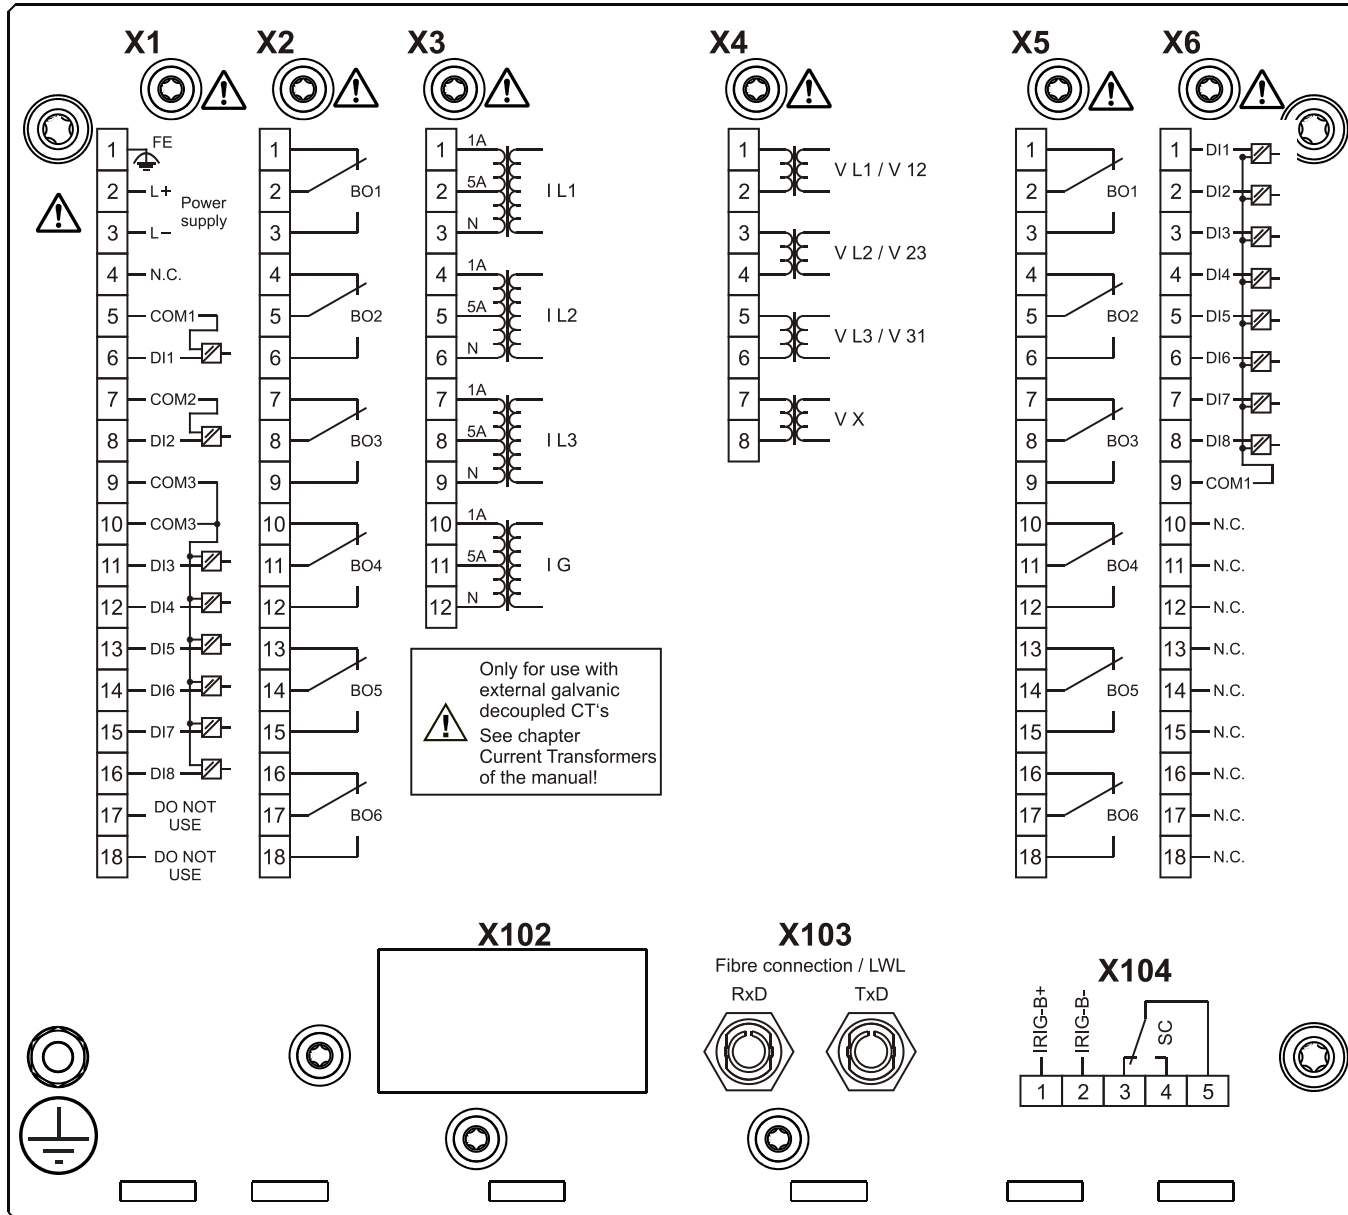 X1
X2
X3
X4
X5
X6
1 FE
2 L+
Power
supply
3 L-
4 N.C.
5 COM1
6 DI1
7 COM2
8 DI2
9 COM3
10 COM3
11 DI3
12 DI4
13 DI5
14 DI6
15 DI7
16 DI8
17 DO NOT
USE
18 DO NOT
USE
1
2 BO1
3
4
5 BO2
6
7
8 BO3
9
10
11 BO4
12
13
14 BO5
15
16
17 BO6
18
1 1A
2 5A I L1
3 N
4 1A
5 5A I L2
6 N
7 1A
8 5A I L3
9 N
10 1A
11 5A I G
12 N
Only for use with
external galvanic
decoupled CT‘s
See chapter
Current Transformers
of the manual!
1
V L1 / V 12
2
3
V L2 / V 23
4
5
V L3 / V 31
6
7
V X
8
1
2 BO1
3
4
5 BO2
6
7
8 BO3
9
10
11 BO4
12
13
14 BO5
15
16
17 BO6
18
1 DI1
2 DI2
3 DI3
4 DI4
5 DI5
6 DI6
7 DI7
8 DI8
9 COM1
10 N.C.
11 N.C.
12 N.C.
13 N.C.
14 N.C.
15 N.C.
16 N.C.
17 N.C.
18 N.C.
X102
X103
Fibre connection / LWL
RxD
TxD
X104
IRIG-B+
IRIG-B-
SC
1 2 3 4 5